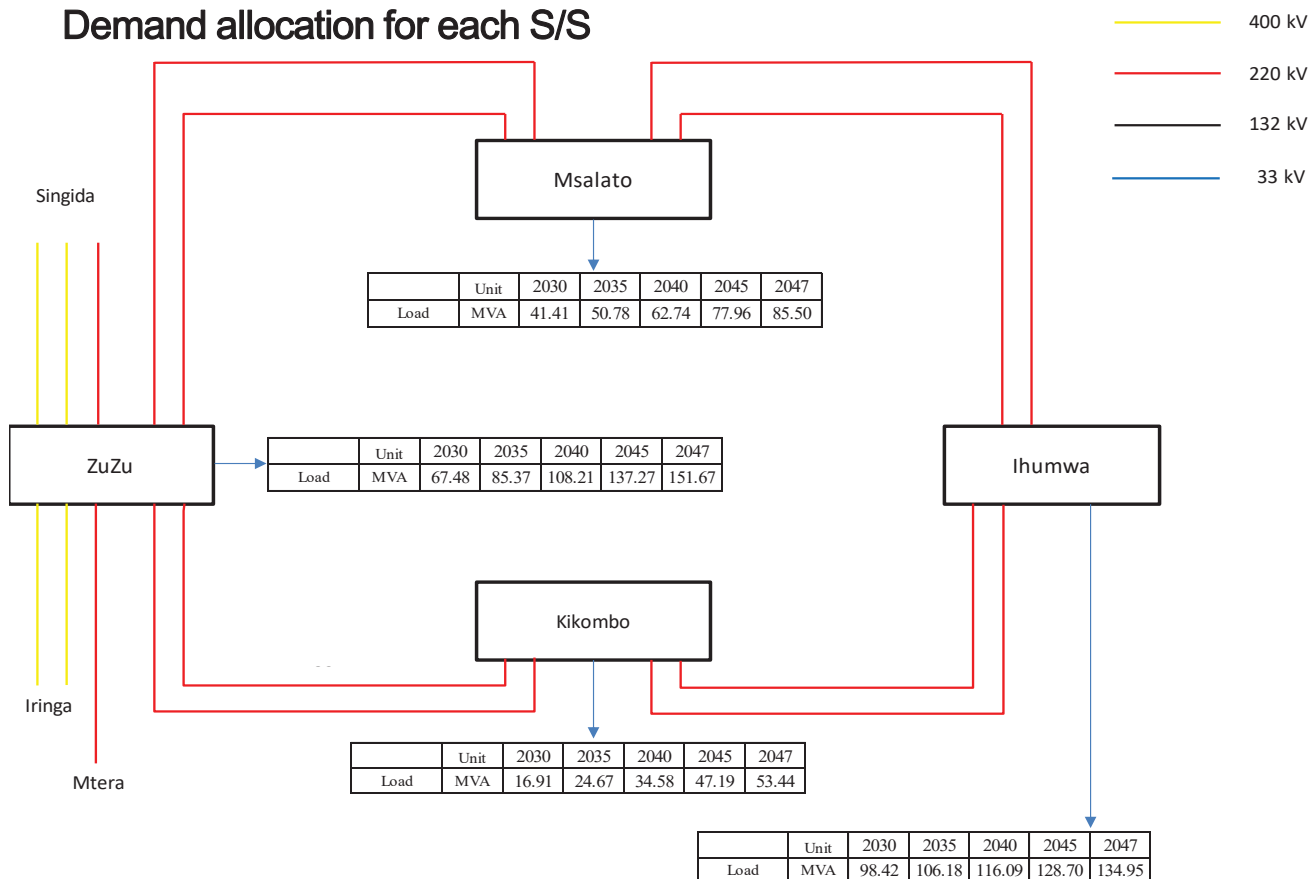 Demand allocation for each S/S
400 kV
220 kV
132 kV
33 kV
Msalato
Singida
Unit 2030 2035 2040 2045 2047
Load MVA 41.41 50.78 62.74 77.96 85.50
ZuZu
Unit 2030 2035 2040 2045 2047
Load MVA 67.48 85.37 108.21 137.27 151.67
Ihumwa
Kikombo
Iringa
Mtera
Unit 2030 2035 2040 2045 2047
Load MVA 16.91 24.67 34.58 47.19 53.44
Unit 2030 2035 2040 2045 2047
Load MVA 98.42 106.18 116.09 128.70 134.95